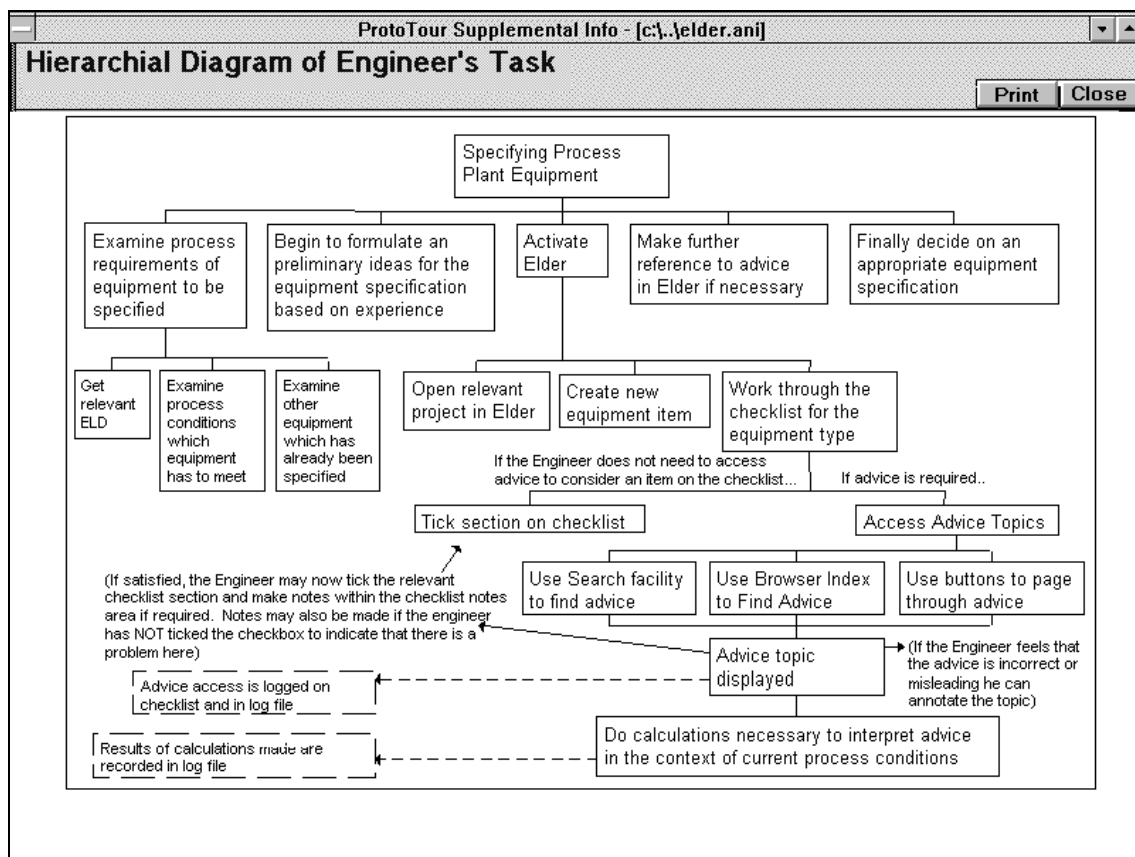 ProtoTour Supplemental Info - [c:\..\elder.ani]
Hierarchial Diagram of Engineer's Task
Print
Close
Specifying Process
Plant Equipment
Examine process
requirements of
equipment to be
specified
Begin to formulate an
preliminary ideas for the
equipment specification
based on experience
Activate
Elder
Make further
reference to advice
in Elder if necessary
Finally decide on an
appropriate equipment
specification
Get
relevant
ELD
Examine
process
conditions
which
equipment
has to meet
Examine
other
equipment
which has
already been
specified
Open relevant
project in Elder
Create new
equipment item
Work through the
checklist for the
equipment type
If the Engineer does not need to access
advice to consider an item on the checklist...
If advice is required..
Tick section on checklist
Access Advice Topics
(If satisfied, the Engineer may now tick the relevant
checklist section and make notes within the checklist notes
area if required. Notes may also be made if the engineer
has NOT ticked the checkbox to indicate that there is a
problem here)
Use Search facility
to find advice
Use Browser Index
to Find Advice
Use buttons to page
through advice
Advice topic
displayed
(If the Engineer feels that
the advice is incorrect or
misleading he can
annotate the topic)
Advice access is logged on
checklist and in log file
Do calculations necessary to interpret advice
in the context of current process conditions
Results of calculations made are
recorded in log file